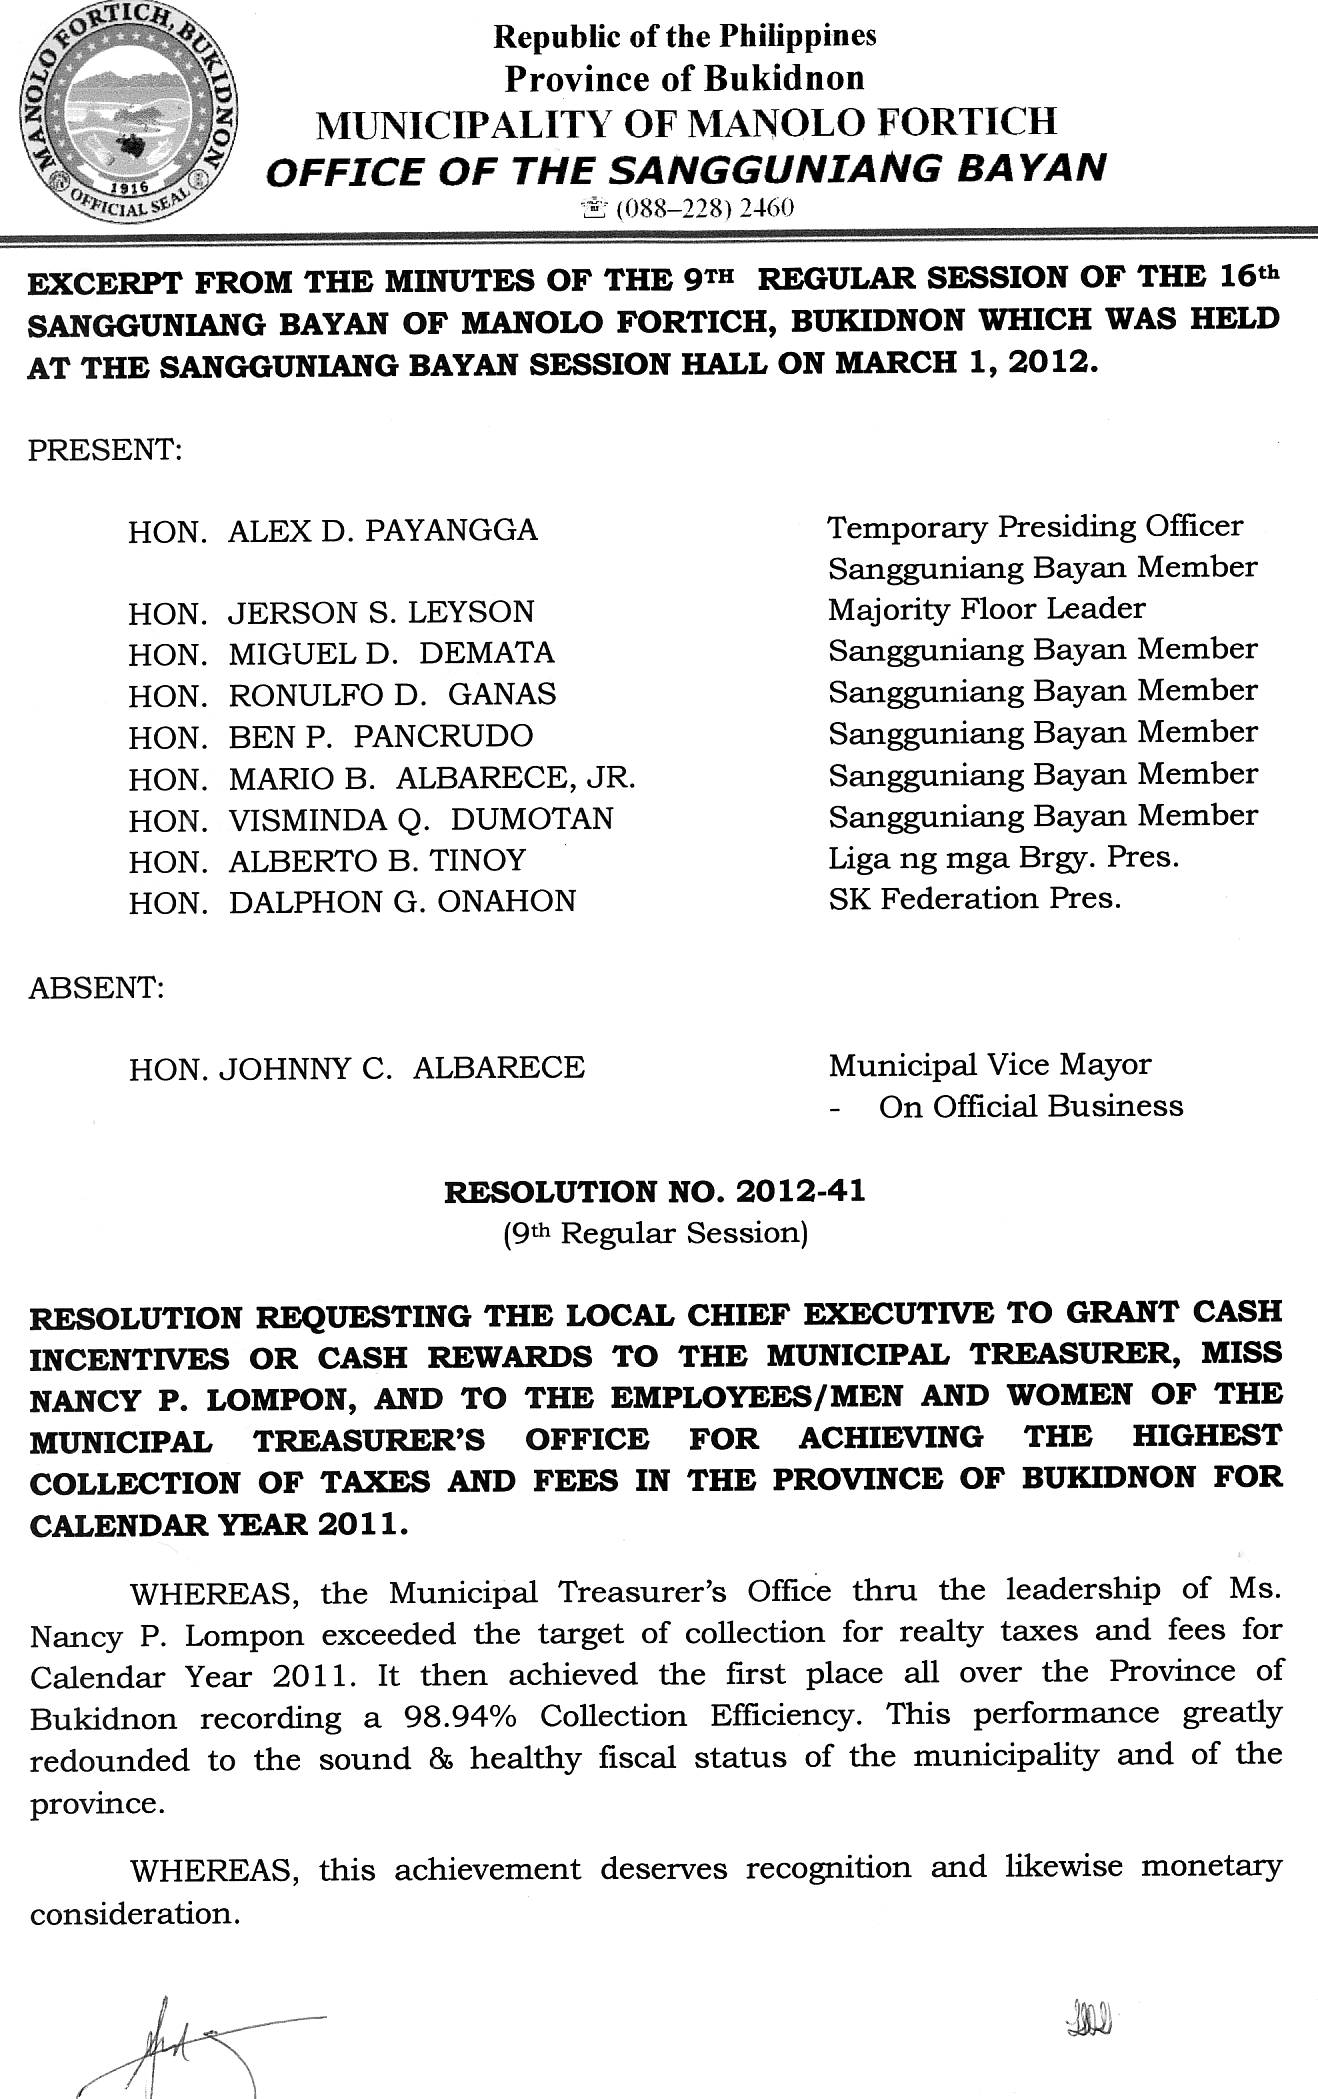 MANOLO FORTICH, BUKIDNON
1916
OFFICIAL SEAL
Republic of the Philippines
Province of Bukidnon
MUNICIPALITY OF MANOLO FORTICH
OFFICE OF THE SANGGUNIANG BAYAN
☏ (088–228) 2460
EXCERPT FROM THE MINUTES OF THE 9TH REGULAR SESSION OF THE 16th
SANGGUNIANG BAYAN OF MANOLO FORTICH, BUKIDNON WHICH WAS HELD
AT THE SANGGUNIANG BAYAN SESSION HALL ON MARCH 1, 2012.
PRESENT:
HON. ALEX D. PAYANGGA Temporary Presiding Officer
Sangguniang Bayan Member
HON. JERSON S. LEYSON Majority Floor Leader
HON. MIGUEL D. DEMATA Sangguniang Bayan Member
HON. RONULFO D. GANAS Sangguniang Bayan Member
HON. BEN P. PANCRUDO Sangguniang Bayan Member
HON. MARIO B. ALBARECE, JR. Sangguniang Bayan Member
HON. VISMINDA Q. DUMOTAN Sangguniang Bayan Member
HON. ALBERTO B. TINOY Liga ng mga Brgy. Pres.
HON. DALPHON G. ONAHON SK Federation Pres.
ABSENT:
HON. JOHNNY C. ALBARECE Municipal Vice Mayor
- On Official Business
RESOLUTION NO. 2012-41
(9th Regular Session)
RESOLUTION REQUESTING THE LOCAL CHIEF EXECUTIVE TO GRANT CASH
INCENTIVES OR CASH REWARDS TO THE MUNICIPAL TREASURER, MISS
NANCY P. LOMPON, AND TO THE EMPLOYEES/MEN AND WOMEN OF THE
MUNICIPAL TREASURER'S OFFICE FOR ACHIEVING THE HIGHEST
COLLECTION OF TAXES AND FEES IN THE PROVINCE OF BUKIDNON FOR
CALENDAR YEAR 2011.
WHEREAS, the Municipal Treasurer's Office thru the leadership of Ms.
Nancy P. Lompon exceeded the target of collection for realty taxes and fees for
Calendar Year 2011. It then achieved the first place all over the Province of
Bukidnon recording a 98.94% Collection Efficiency. This performance greatly
redounded to the sound & healthy fiscal status of the municipality and of the
province.
WHEREAS, this achievement deserves recognition and likewise monetary
consideration.